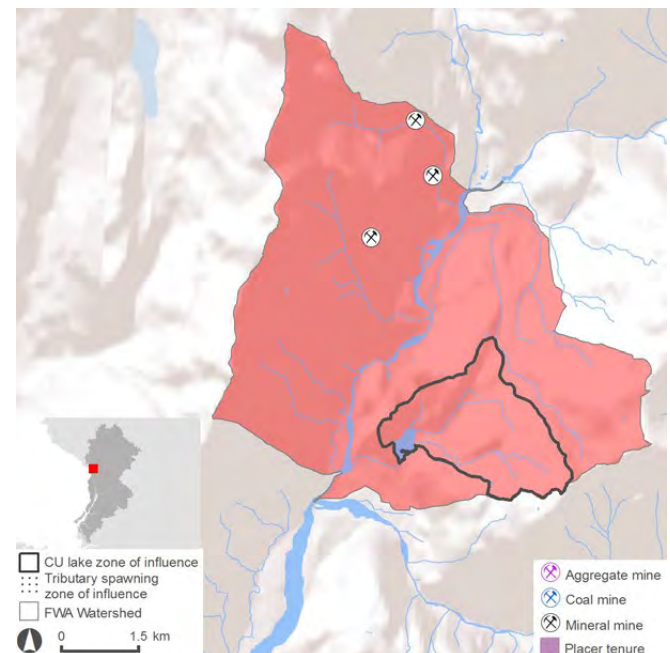 CU lake zone of influence
Tributary spawning
zone of influence
FWA Watershed
0 1.5 km
Aggregate mine
Coal mine
Mineral mine
Placer tenure